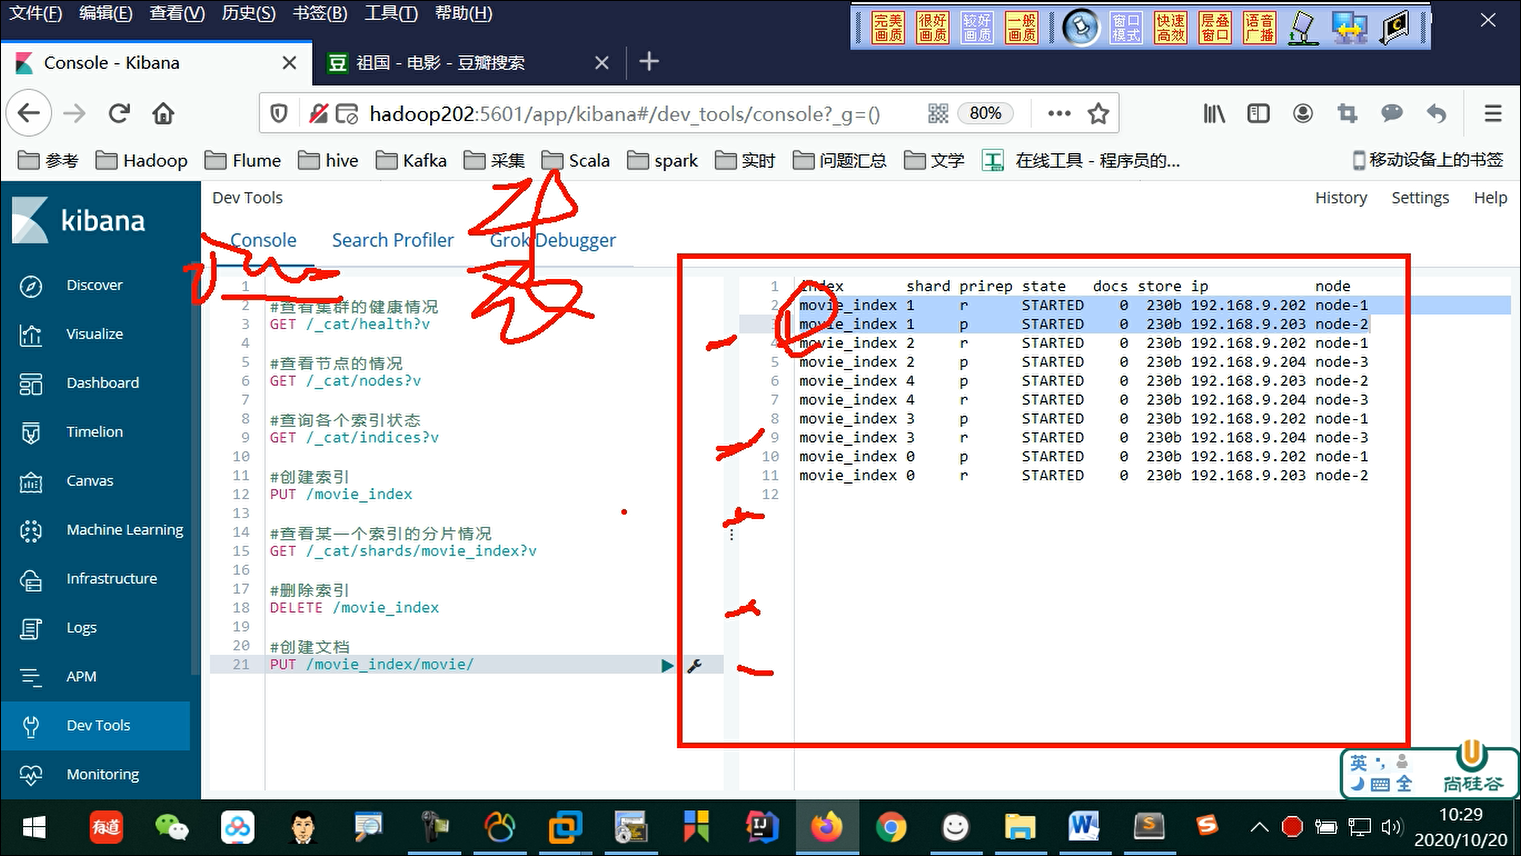 文件(F) 编辑(E) 查看(V) 历史(S) 书签(B) 工具(T) 帮助(H)
完美画质 很好画质 较好画质 一般画质 窗口模式 快速高效 层叠窗口 语音广播
Console - Kibana
豆 祖国 - 电影 - 豆瓣搜索
hadoop202:5601/app/kibana#/dev_tools/console?_g=() 80%
参考 Hadoop Flume hive Kafka 采集 Scala spark 实时 问题汇总 文学 在线工具 - 程序员的... 移动设备上的书签
kibana
Discover
Visualize
Dashboard
Timelion
Canvas
Machine Learning
Infrastructure
Logs
APM
Dev Tools
Monitoring
Dev Tools
History Settings Help
Console Search Profiler Grok Debugger
1
2 #查看集群的健康情况
3 GET /_cat/health?v
4
5 #查看节点的情况
6 GET /_cat/nodes?v
7
8 #查询各个索引状态
9 GET /_cat/indices?v
10
11 #创建索引
12 PUT /movie_index
13
14 #查看某一个索引的分片情况
15 GET /_cat/shards/movie_index?v
16
17 #删除索引
18 DELETE /movie_index
19
20 #创建文档
21 PUT /movie_index/movie/
1 index shard prirep state docs store ip node
2 movie_index 1 r STARTED 0 230b 192.168.9.202 node-1
3 movie_index 1 p STARTED 0 230b 192.168.9.203 node-2
4 movie_index 2 r STARTED 0 230b 192.168.9.202 node-1
5 movie_index 2 p STARTED 0 230b 192.168.9.204 node-3
6 movie_index 4 p STARTED 0 230b 192.168.9.203 node-2
7 movie_index 4 r STARTED 0 230b 192.168.9.204 node-3
8 movie_index 3 p STARTED 0 230b 192.168.9.202 node-1
9 movie_index 3 r STARTED 0 230b 192.168.9.204 node-3
10 movie_index 0 p STARTED 0 230b 192.168.9.202 node-1
11 movie_index 0 r STARTED 0 230b 192.168.9.203 node-2
12
英 全
尚硅谷
有道
10:29
2020/10/20